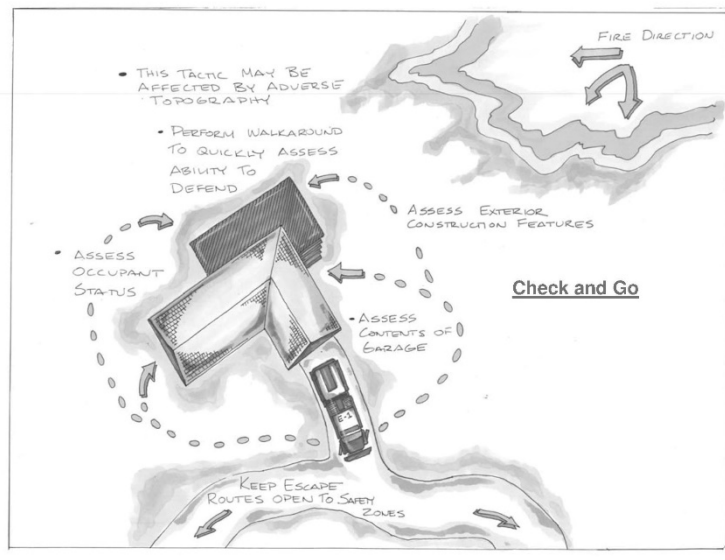 FIRE DIRECTION
• THIS TACTIC MAY BE
AFFECTED BY ADVERSE
TOPOGRAPHY
• PERFORM WALKAROUND
TO QUICKLY ASSESS
ABILITY TO
DEFEND
ASSESS EXTERIOR
CONSTRUCTION FEATURES
• ASSESS
OCCUPANT
STATUS
Check and Go
• ASSESS
CONTENTS OF
GARAGE
E-1
KEEP ESCAPE
ROUTES OPEN TO SAFETY
ZONES